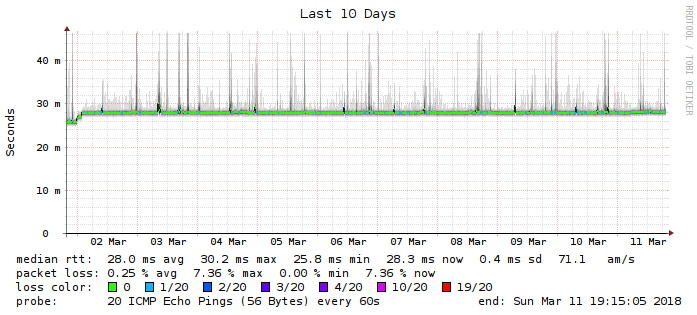 Last 10 Days
RRDTOOL / TOBI OETIKER
Seconds
40 m
30 m
20 m
10 m
0
02 Mar 03 Mar 04 Mar 05 Mar 06 Mar 07 Mar 08 Mar 09 Mar 10 Mar 11 Mar
median rtt: 28.0 ms avg 30.2 ms max 25.8 ms min 28.3 ms now 0.4 ms sd 71.1 am/s
packet loss: 0.25 % avg 7.36 % max 0.00 % min 7.36 % now
loss color: 0 1/20 2/20 3/20 4/20 10/20 19/20
probe: 20 ICMP Echo Pings (56 Bytes) every 60s end: Sun Mar 11 19:15:05 2018